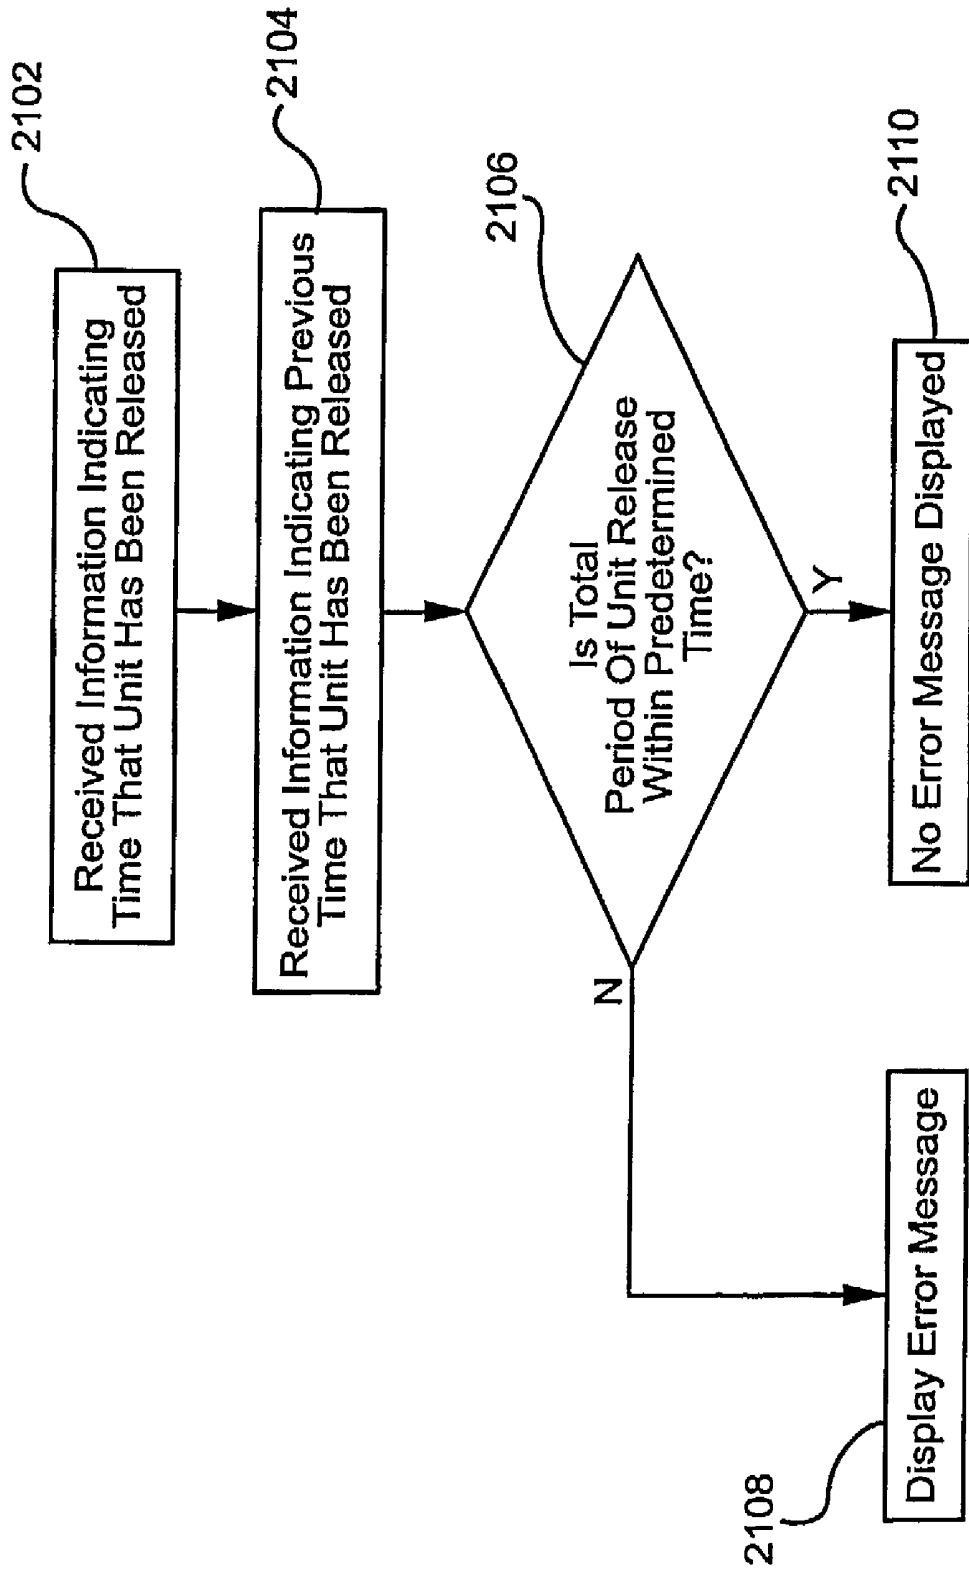 Received Information Indicating
Time That Unit Has Been Released
2102
Received Information Indicating Previous
Time That Unit Has Been Released
2104
Is Total
Period Of Unit Release
Within Predetermined
Time?
2106
N
Y
Display Error Message
2108
No Error Message Displayed
2110